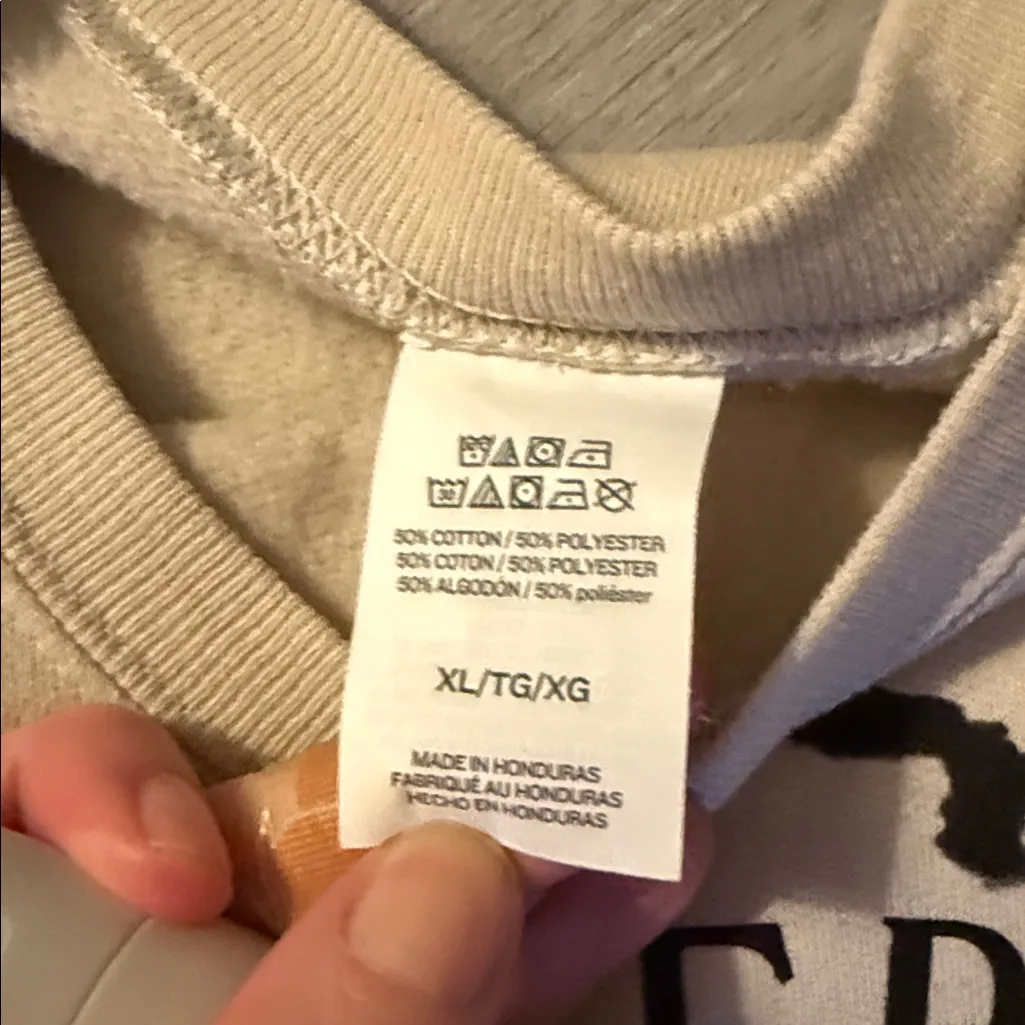 50% COTTON / 50% POLYESTER
50% COTON / 50% POLYESTER
50% ALGODÓN / 50% poliéster
XL/TG/XG
MADE IN HONDURAS
FABRIQUÉ AU HONDURAS
HECHO EN HONDURAS